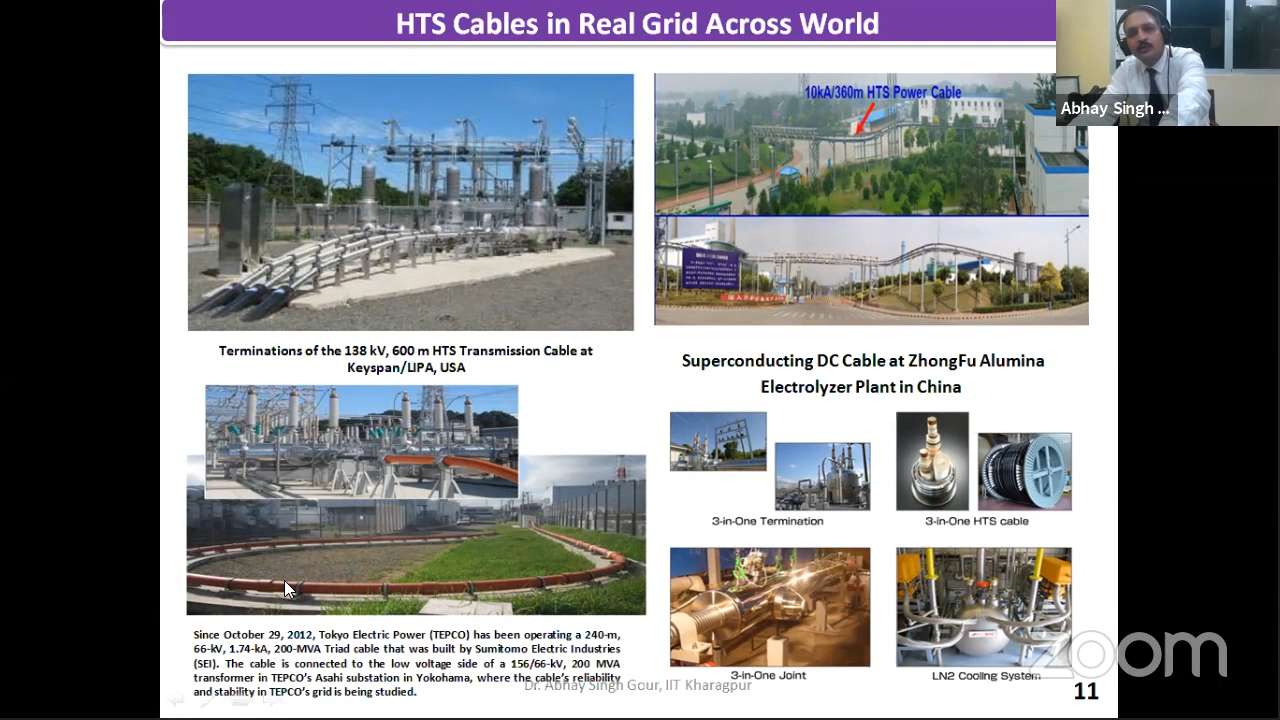 HTS Cables in Real Grid Across World
Abhay Singh ...
10kA/360m HTS Power Cable
Terminations of the 138 kV, 600 m HTS Transmission Cable at
Keyspan/LIPA, USA
Superconducting DC Cable at ZhongFu Alumina
Electrolyzer Plant in China
3-in-One Termination
3-in-One HTS cable
Since October 29, 2012, Tokyo Electric Power (TEPCO) has been operating a 240-m,
66-kV, 1.74-kA, 200-MVA Triad cable that was built by Sumitomo Electric Industries
(SEI). The cable is connected to the low voltage side of a 156/66-kV, 200 MVA
transformer in TEPCO's Asahi substation in Yokohama, where the cable's reliability
and stability in TEPCO's grid is being studied.
3-in-One Joint
LN2 Cooling System
Dr. Abhay Singh Gour, IIT Kharagpur
11
zoom